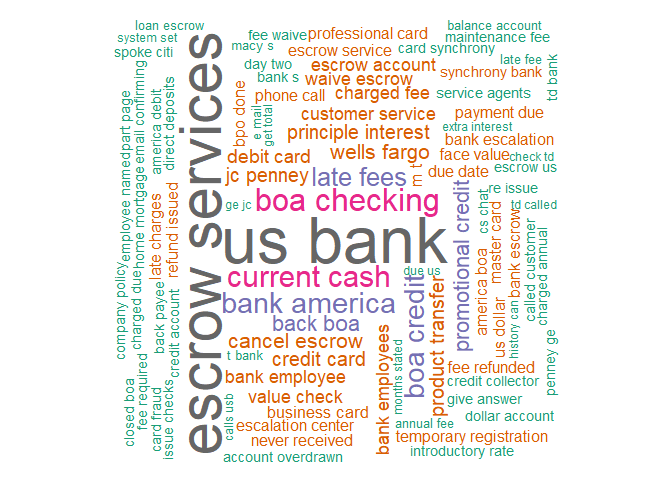 loan escrow
system set
spoke citi
fee waive
macy s
professional card
balance account
maintenance fee
escrow service
card synchrony
day two
escrow account
late fee
bank s
waive escrow
synchrony bank
td bank
phone call
charged fee
service agents
bpo done
e mail
get total
customer service
payment due
principle interest
extra interest
bank escalation
debit card
wells fargo
face value
check td
jc penney
late fees
m t
due date
escrow us
ge jc
boa checking
re issue
td called
cs chat
us bank
escrow services
company policy
employee namedpart page
charged due
home mortgage
email confirming
america debit
direct deposits
late charges
refund issued
back payee
credit account
closed boa
fee required
card fraud
issue checks
current cash
due us
bank america
boa credit
promotional credit
product transfer
america boa
us dollar
master card
history can
bank escrow
called customer
charged annual
penney ge
back boa
cancel escrow
t bank
credit card
bank employee
bank employees
months stated
fee refunded
credit collector
value check
give answer
calls usb
business card
dollar account
escalation center
annual fee
never received
temporary registration
account overdrawn
introductory rate